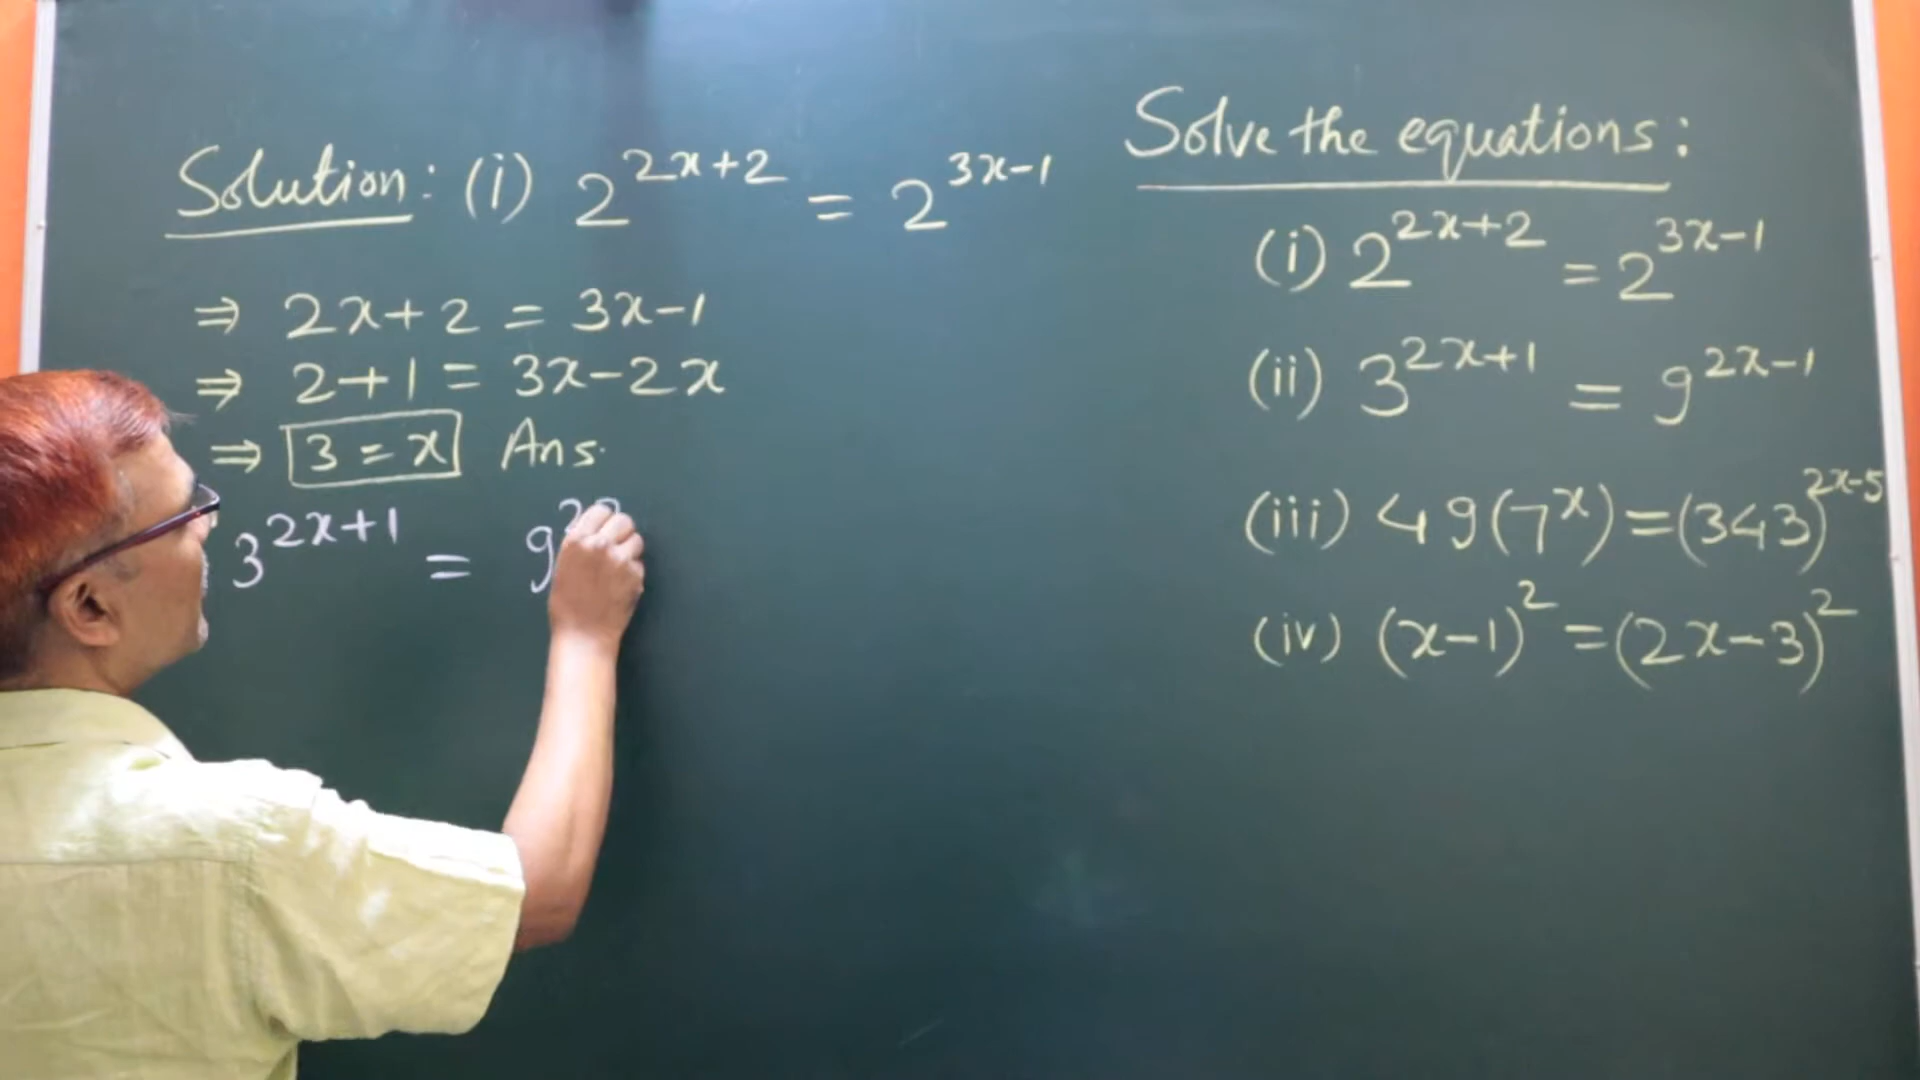 Solution: (i) 2^{2x+2} = 2^{3x-1}
⇒ 2x+2 = 3x-1
⇒ 2+1 = 3x-2x
⇒ 3 = x Ans.
3^{2x+1} = 9^{2
Solve the equations:
(i) 2^{2x+2} = 2^{3x-1}
(ii) 3^{2x+1} = 9^{2x-1}
(iii) 49(7^x) = (343)^{2x-5}
(iv) (x-1)^2 = (2x-3)^2